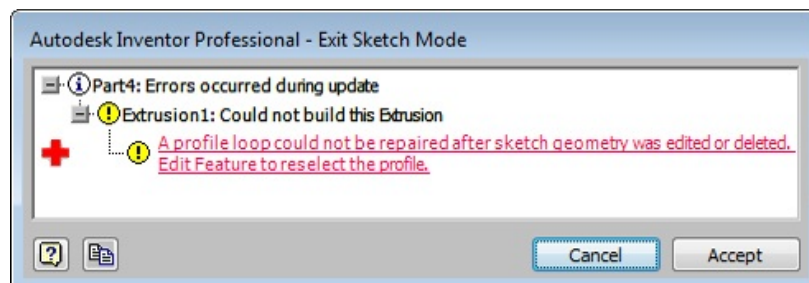 Autodesk Inventor Professional - Exit Sketch Mode
Part4: Errors occurred during update
Extrusion1: Could not build this Extrusion
A profile loop could not be repaired after sketch geometry was edited or deleted.
Edit Feature to reselect the profile.
Cancel
Accept